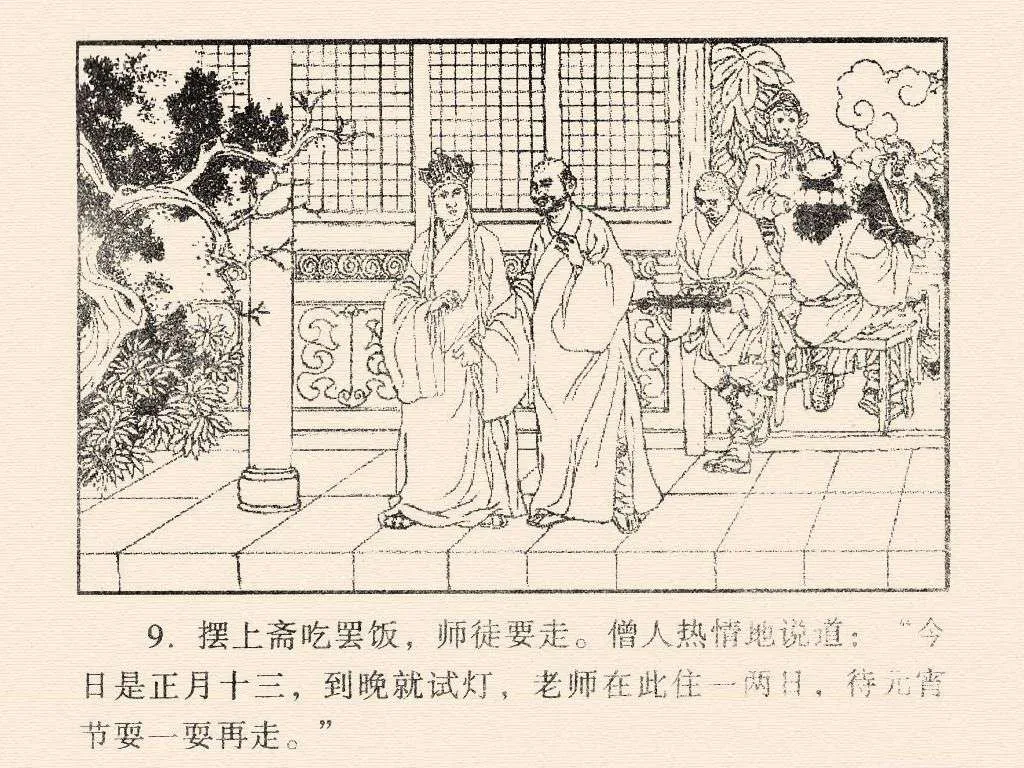 9. 摆上斋吃罢饭，师徒要走。僧人热情地说道：“今
日是正月十三，到晚就试灯，老师在此住一两日，待元宵
节耍一耍再走。”